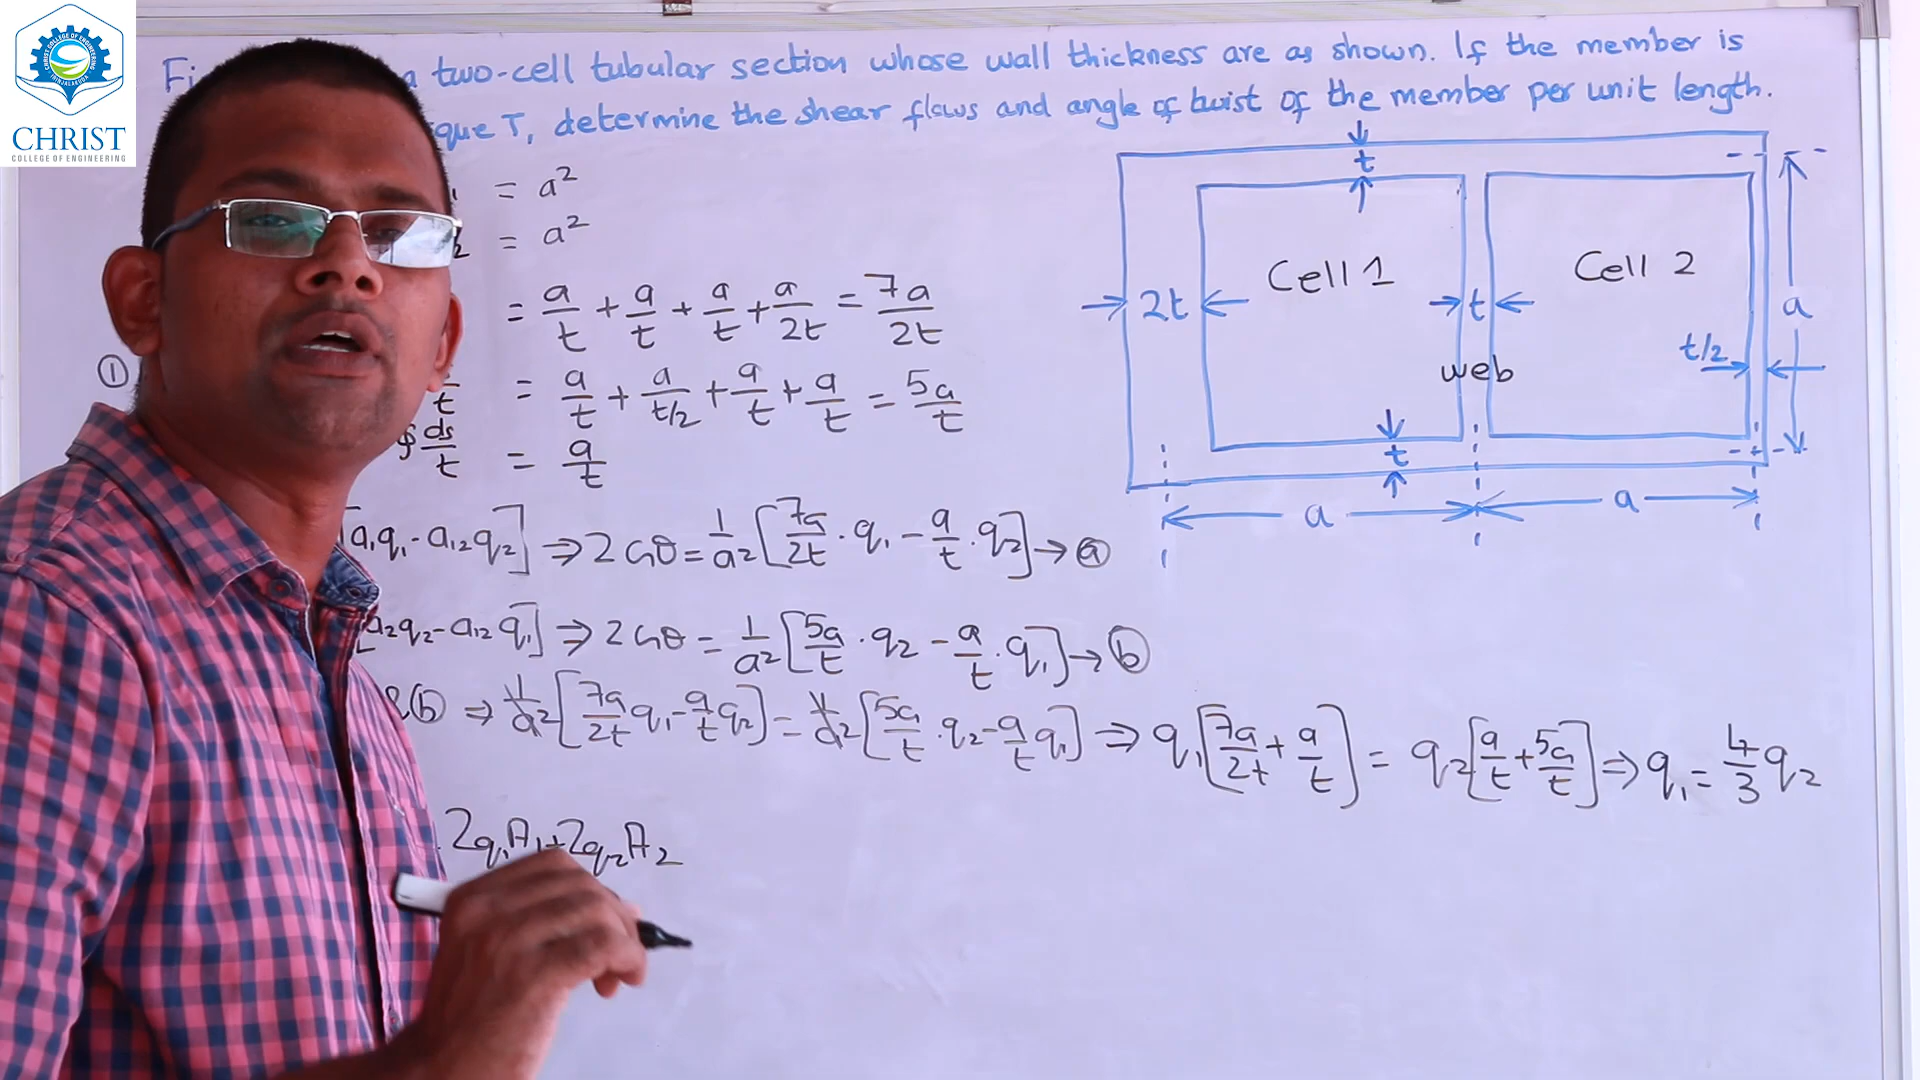 CHRIST
COLLEGE OF ENGINEERING
a two-cell tubular section whose wall thickness are as shown. If the member is
que T, determine the shear flows and angle of twist of the member per unit length.
= a²
2 = a²
= a/t + a/t + a/t + a/2t = 7a/2t
①
t = a/t + a/t/2 + a/t + a/t = 5a/t
∮ds/t = a/t
[a₁q₁ - a₁₂q₂] ⇒ 2Gθ = 1/a² [7a/2t · q₁ - a/t · q₂] → ⓐ
[a₂q₂ - a₁₂q₁] ⇒ 2Gθ = 1/a² [5a/t · q₂ - a/t · q₁] → ⓑ
&ⓑ ⇒ 1/a² [7a/2t q₁ - a/t q₂] = 1/a² [5a/t · q₂ - a/t q₁] ⇒ q₁[7a/2t + a/t] = q₂[a/t + 5a/t] ⇒ q₁ = 4/3 q₂
2q₁A₁ + 2q₂A₂
t
Cell 1
Cell 2
2t
t
a
t/2
web
t
a
a